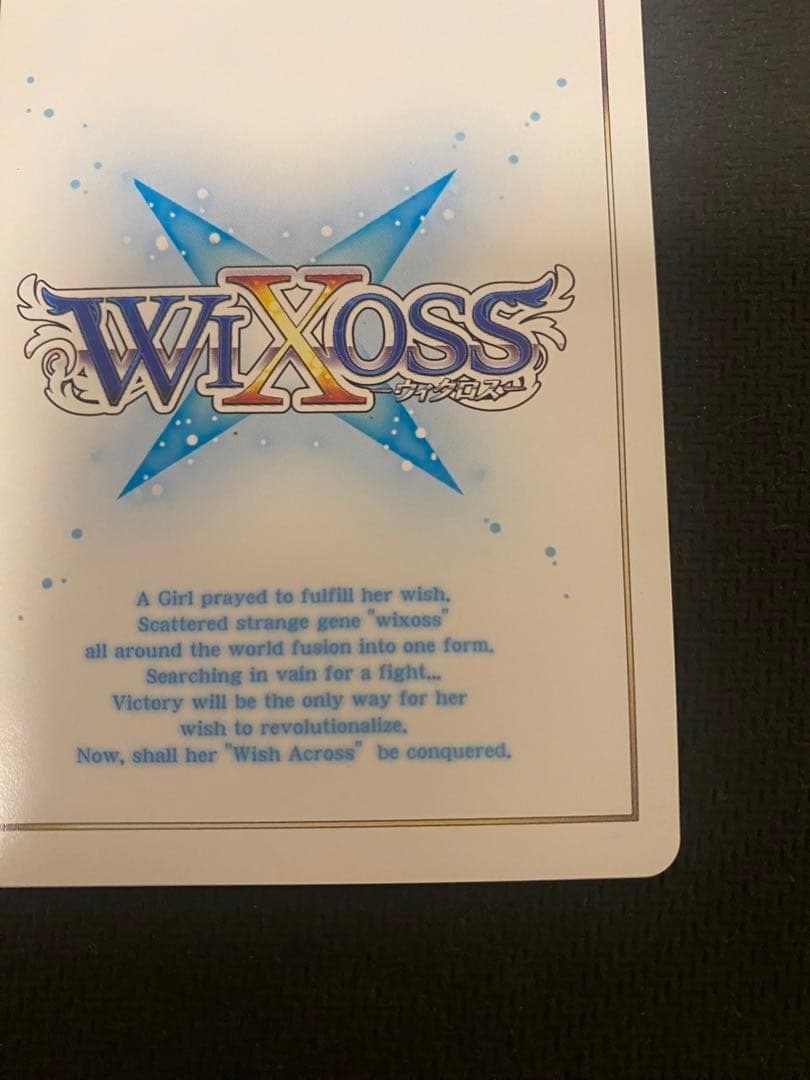 WIXOSS
-ウィクロス-
A Girl prayed to fulfill her wish.
Scattered strange gene "wixoss"
all around the world fusion into one form.
Searching in vain for a fight...
Victory will be the only way for her
wish to revolutionalize.
Now, shall her "Wish Across" be conquered.